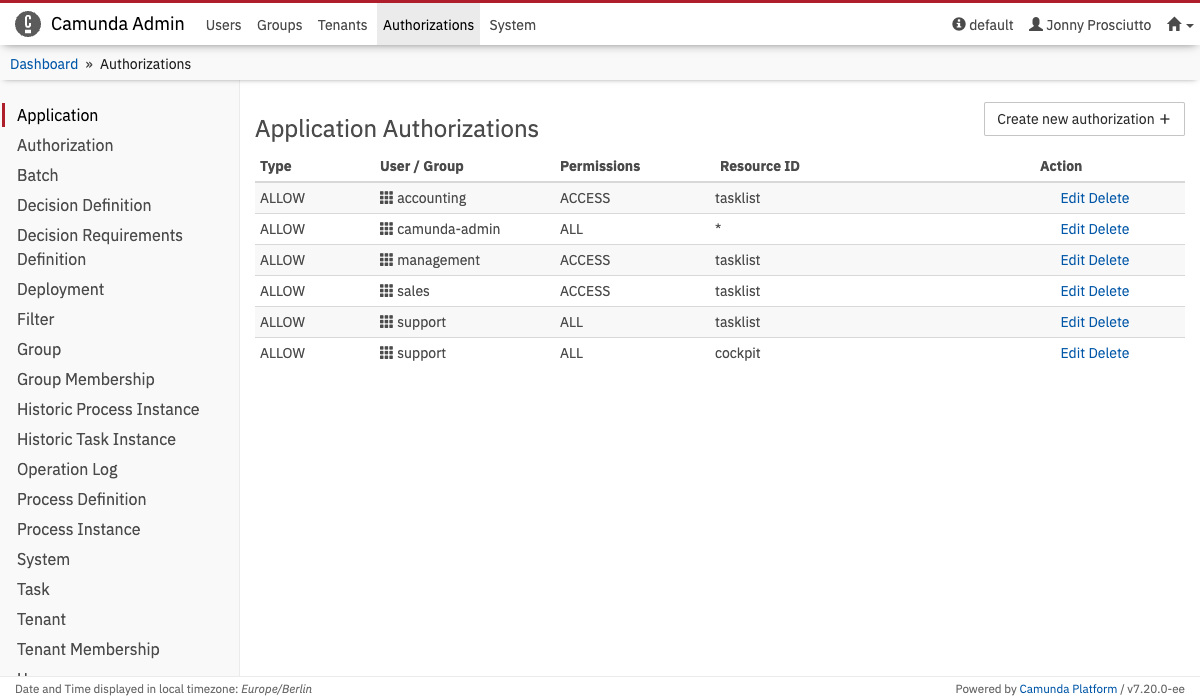 Camunda Admin Users Groups Tenants Authorizations System default Jonny Prosciutto
Dashboard » Authorizations
Application
Authorization
Batch
Decision Definition
Decision Requirements
Definition
Deployment
Filter
Group
Group Membership
Historic Process Instance
Historic Task Instance
Operation Log
Process Definition
Process Instance
System
Task
Tenant
Tenant Membership
Application Authorizations
Create new authorization +
Type User / Group Permissions Resource ID Action
ALLOW accounting ACCESS tasklist Edit Delete
ALLOW camunda-admin ALL * Edit Delete
ALLOW management ACCESS tasklist Edit Delete
ALLOW sales ACCESS tasklist Edit Delete
ALLOW support ALL tasklist Edit Delete
ALLOW support ALL cockpit Edit Delete
Date and Time displayed in local timezone: Europe/Berlin
Powered by Camunda Platform / v7.20.0-ee